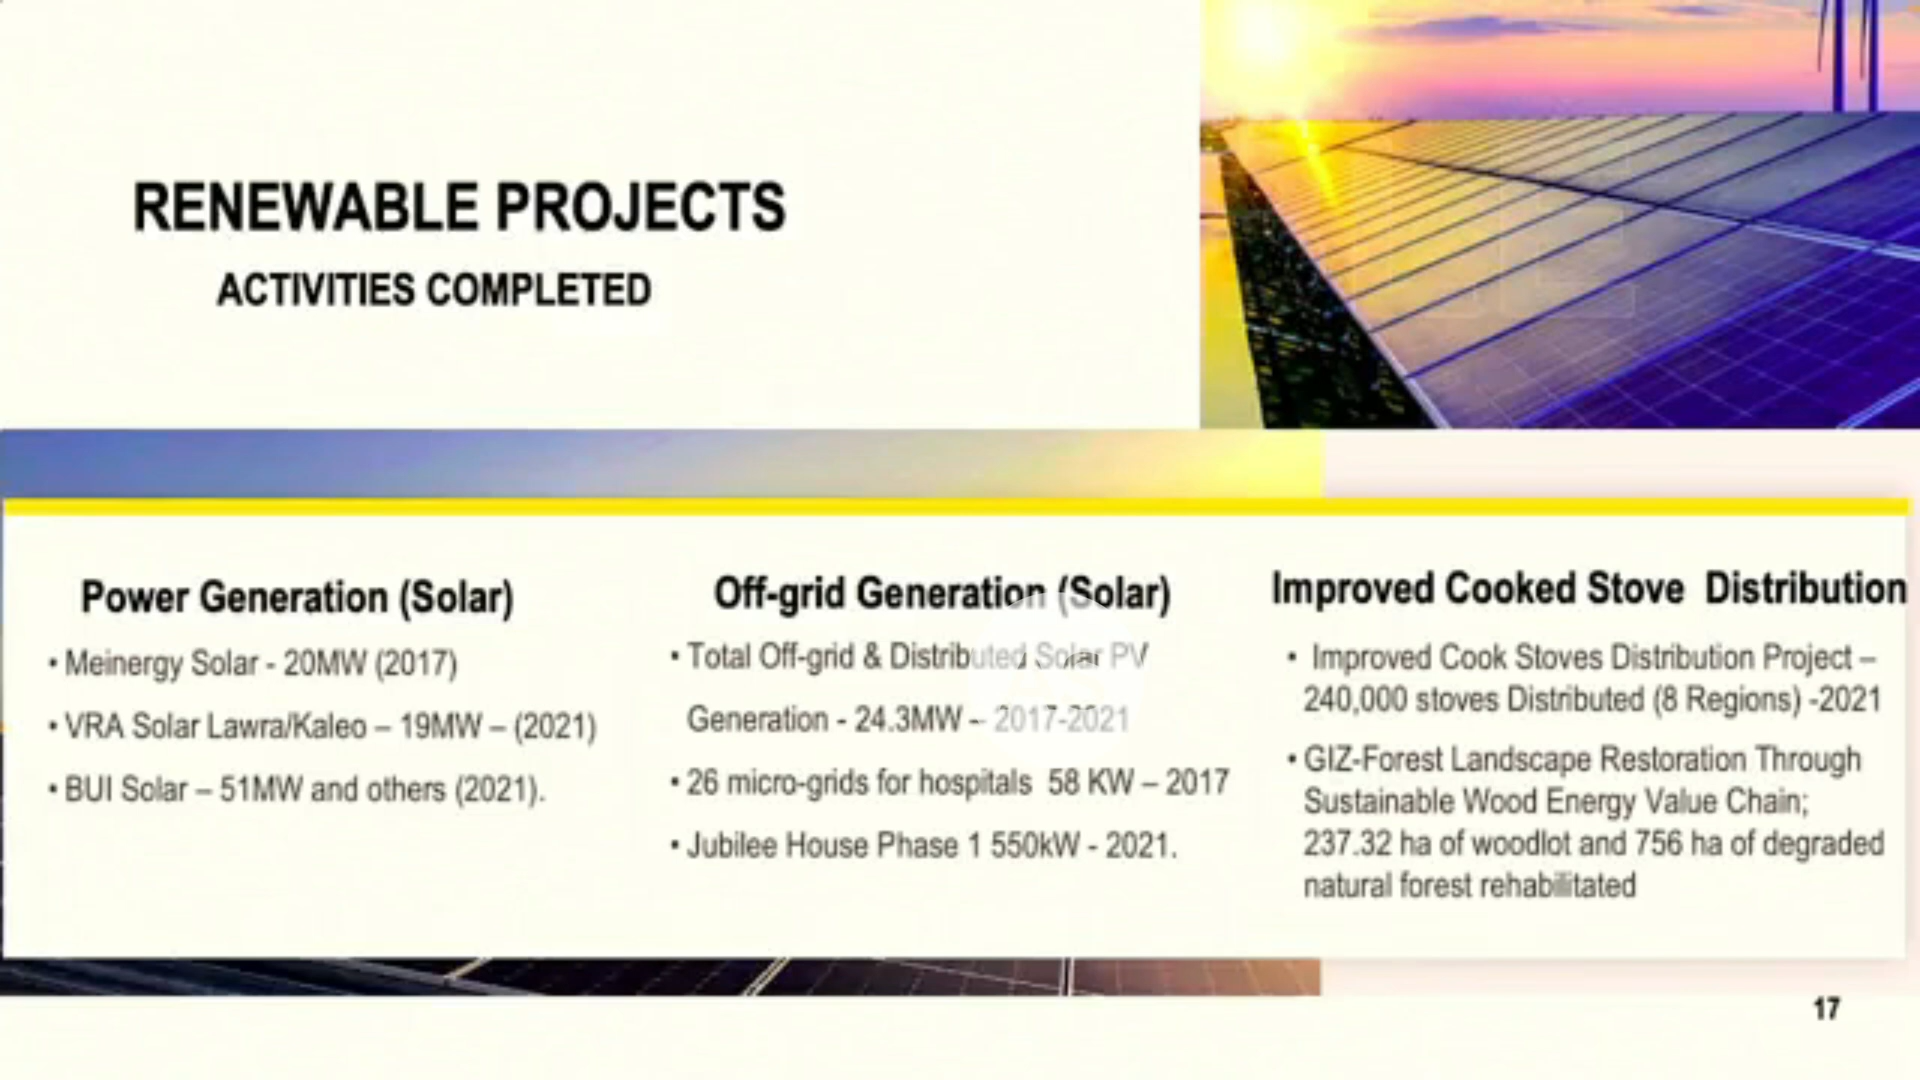 RENEWABLE PROJECTS
ACTIVITIES COMPLETED
Power Generation (Solar)
• Meinergy Solar - 20MW (2017)
• VRA Solar Lawra/Kaleo – 19MW – (2021)
• BUI Solar – 51MW and others (2021).
Off-grid Generation (Solar)
• Total Off-grid & Distributed Solar PV
Generation - 24.3MW – 2017-2021
• 26 micro-grids for hospitals 58 KW – 2017
• Jubilee House Phase 1 550kW - 2021.
Improved Cooked Stove Distribution
• Improved Cook Stoves Distribution Project –
240,000 stoves Distributed (8 Regions) -2021
• GIZ-Forest Landscape Restoration Through
Sustainable Wood Energy Value Chain;
237.32 ha of woodlot and 756 ha of degraded
natural forest rehabilitated
17